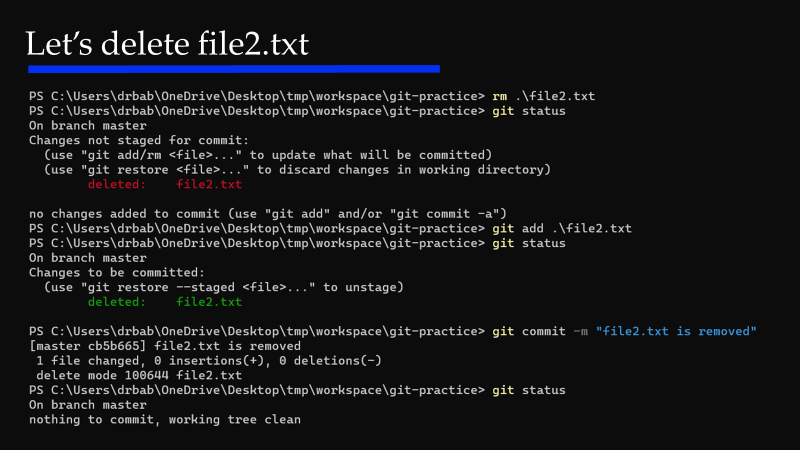 Let's delete file2.txt
PS C:\Users\drbab\OneDrive\Desktop\tmp\workspace\git-practice> rm .\file2.txt
PS C:\Users\drbab\OneDrive\Desktop\tmp\workspace\git-practice> git status
On branch master
Changes not staged for commit:
  (use "git add/rm <file>..." to update what will be committed)
  (use "git restore <file>..." to discard changes in working directory)
        deleted:    file2.txt

no changes added to commit (use "git add" and/or "git commit -a")
PS C:\Users\drbab\OneDrive\Desktop\tmp\workspace\git-practice> git add .\file2.txt
PS C:\Users\drbab\OneDrive\Desktop\tmp\workspace\git-practice> git status
On branch master
Changes to be committed:
  (use "git restore --staged <file>..." to unstage)
        deleted:    file2.txt

PS C:\Users\drbab\OneDrive\Desktop\tmp\workspace\git-practice> git commit -m "file2.txt is removed"
[master cb5b665] file2.txt is removed
 1 file changed, 0 insertions(+), 0 deletions(-)
 delete mode 100644 file2.txt
PS C:\Users\drbab\OneDrive\Desktop\tmp\workspace\git-practice> git status
On branch master
nothing to commit, working tree clean